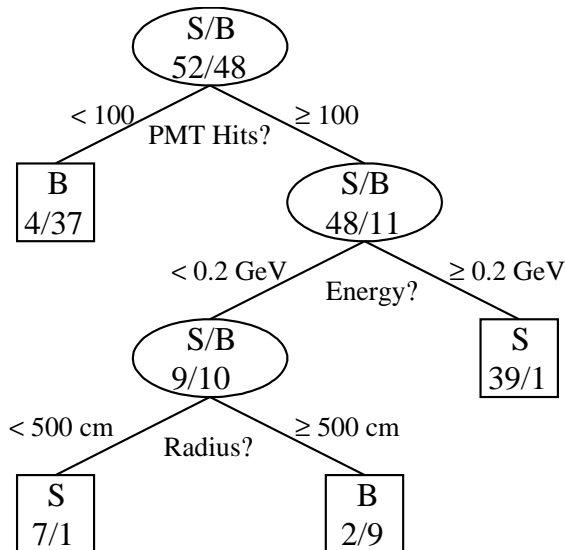 S/B
52/48
< 100
PMT Hits?
≥ 100
B
4/37
S/B
48/11
< 0.2 GeV
Energy?
≥ 0.2 GeV
S/B
9/10
S
39/1
< 500 cm
Radius?
≥ 500 cm
S
7/1
B
2/9